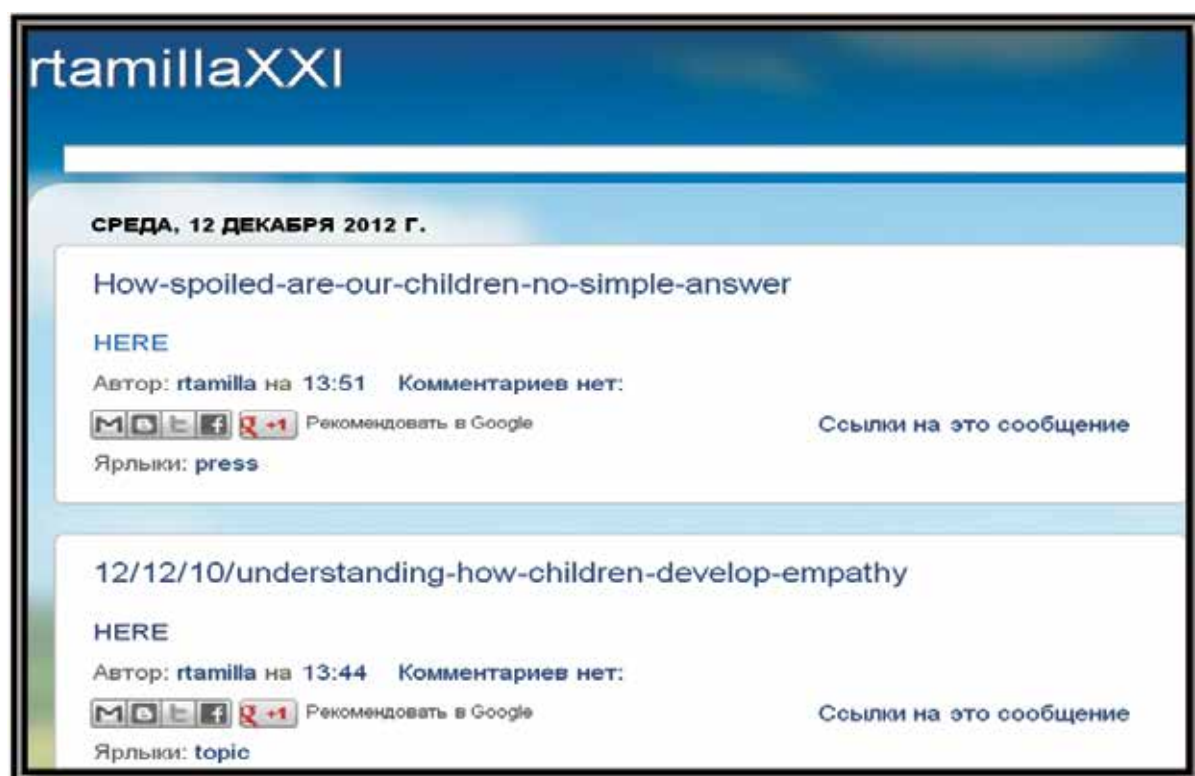 rtamillaXXI
СРЕДА, 12 ДЕКАБРЯ 2012 Г.
How-spoiled-are-our-children-no-simple-answer
HERE
Автор: rtamilla на 13:51 Комментариев нет:
Рекомендовать в Google Ссылки на это сообщение
Ярлыки: press
12/12/10/understanding-how-children-develop-empathy
HERE
Автор: rtamilla на 13:44 Комментариев нет:
Рекомендовать в Google Ссылки на это сообщение
Ярлыки: topic